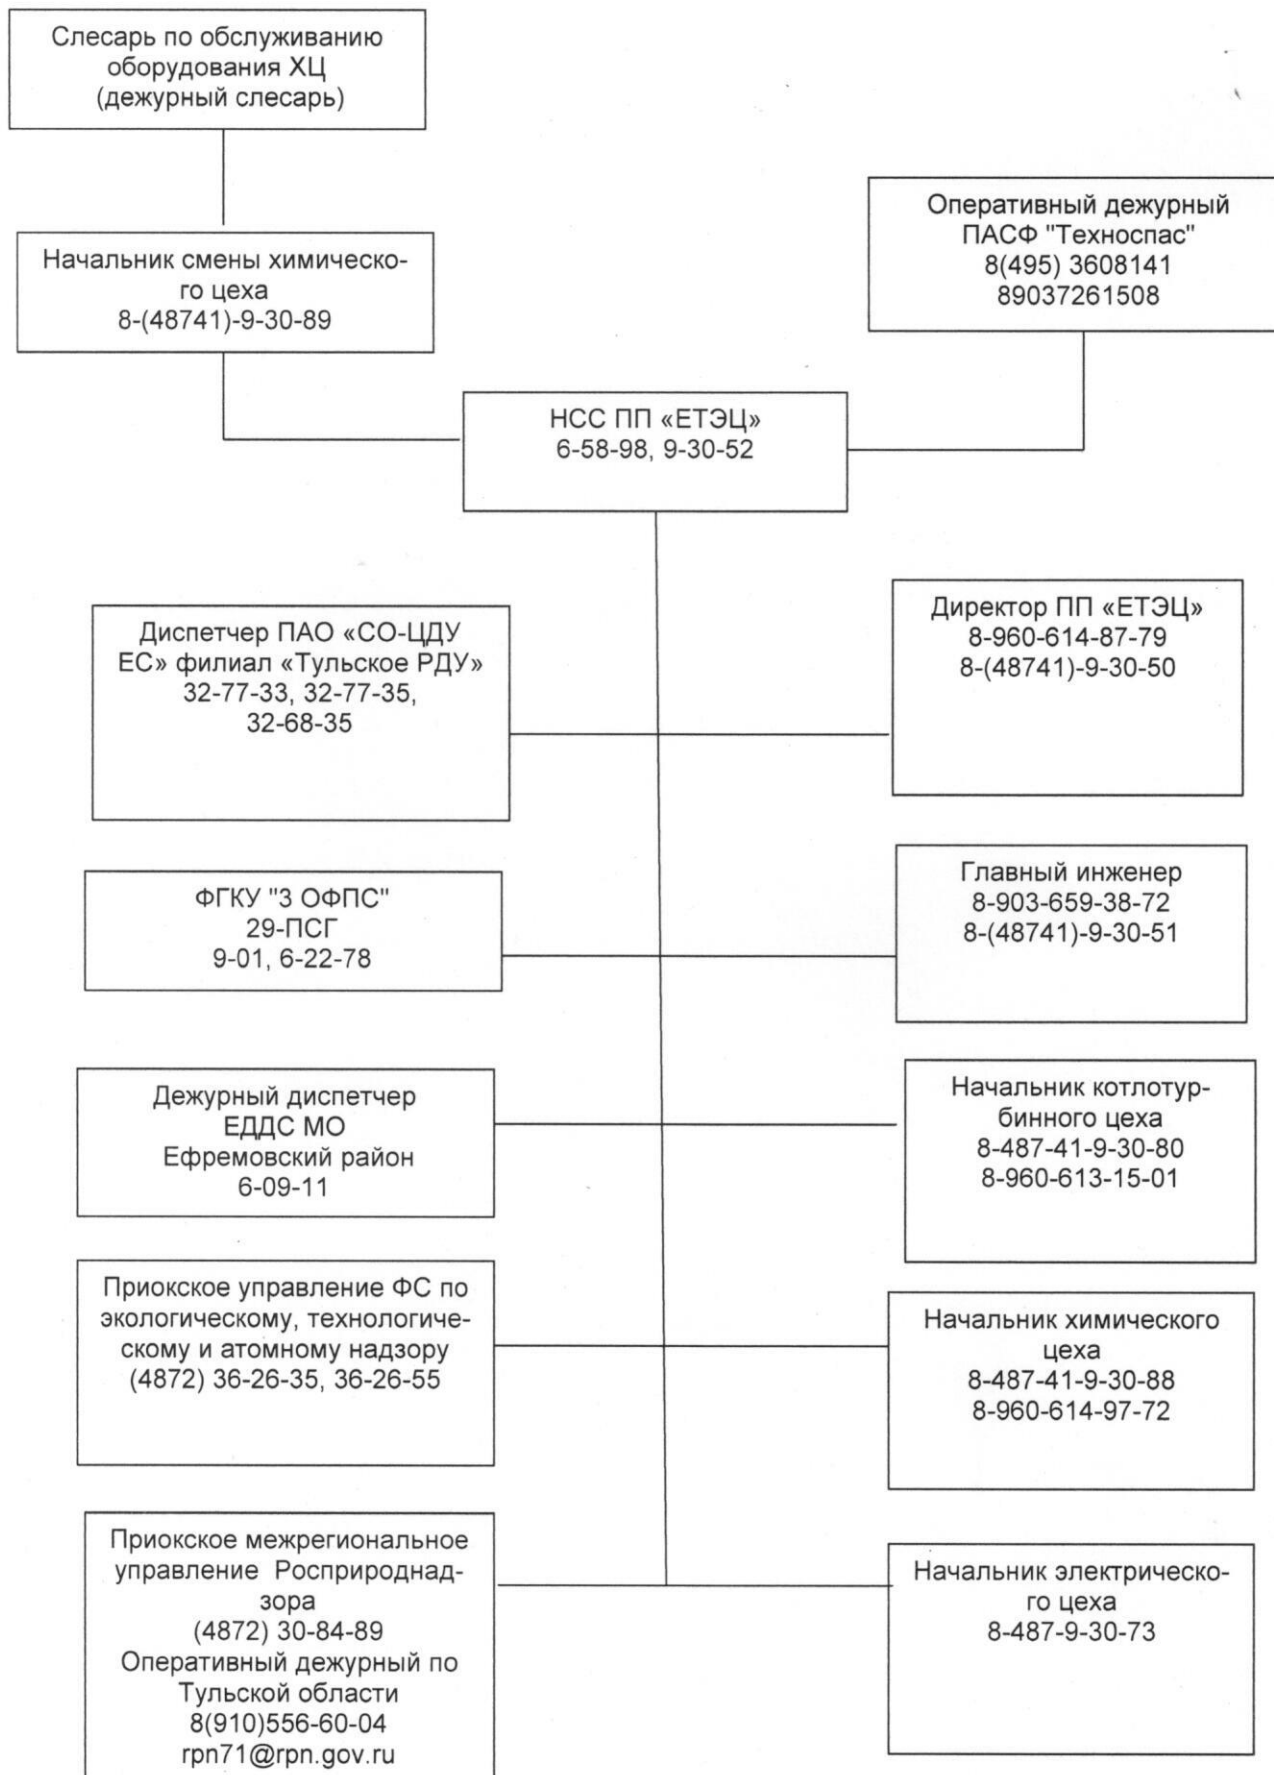 Слесарь по обслуживанию
оборудования ХЦ
(дежурный слесарь)
Оперативный дежурный
ПАСФ "Техноспас"
8(495) 3608141
89037261508
Начальник смены химическо-
го цеха
8-(48741)-9-30-89
НСС ПП «ЕТЭЦ»
6-58-98, 9-30-52
Диспетчер ПАО «СО-ЦДУ
ЕС» филиал «Тульское РДУ»
32-77-33, 32-77-35,
32-68-35
Директор ПП «ЕТЭЦ»
8-960-614-87-79
8-(48741)-9-30-50
ФГКУ "3 ОФПС"
29-ПСГ
9-01, 6-22-78
Главный инженер
8-903-659-38-72
8-(48741)-9-30-51
Дежурный диспетчер
ЕДДС МО
Ефремовский район
6-09-11
Начальник котлотур-
бинного цеха
8-487-41-9-30-80
8-960-613-15-01
Приокское управление ФС по
экологическому, технологиче-
скому и атомному надзору
(4872) 36-26-35, 36-26-55
Начальник химического
цеха
8-487-41-9-30-88
8-960-614-97-72
Приокское межрегиональное
управление Росприроднад-
зора
(4872) 30-84-89
Оперативный дежурный по
Тульской области
8(910)556-60-04
rpn71@rpn.gov.ru
Начальник электрическо-
го цеха
8-487-9-30-73